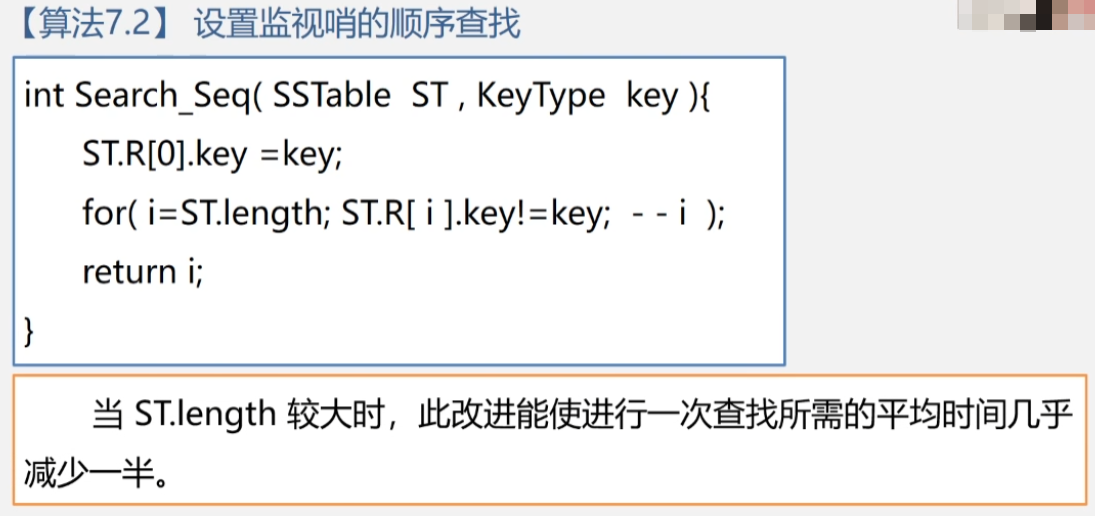 【算法7.2】 设置监视哨的顺序查找
int Search_Seq( SSTable ST , KeyType key ){
ST.R[0].key =key;
for( i=ST.length; ST.R[ i ].key!=key; - - i );
return i;
}
当 ST.length 较大时，此改进能使进行一次查找所需的平均时间几乎
减少一半。